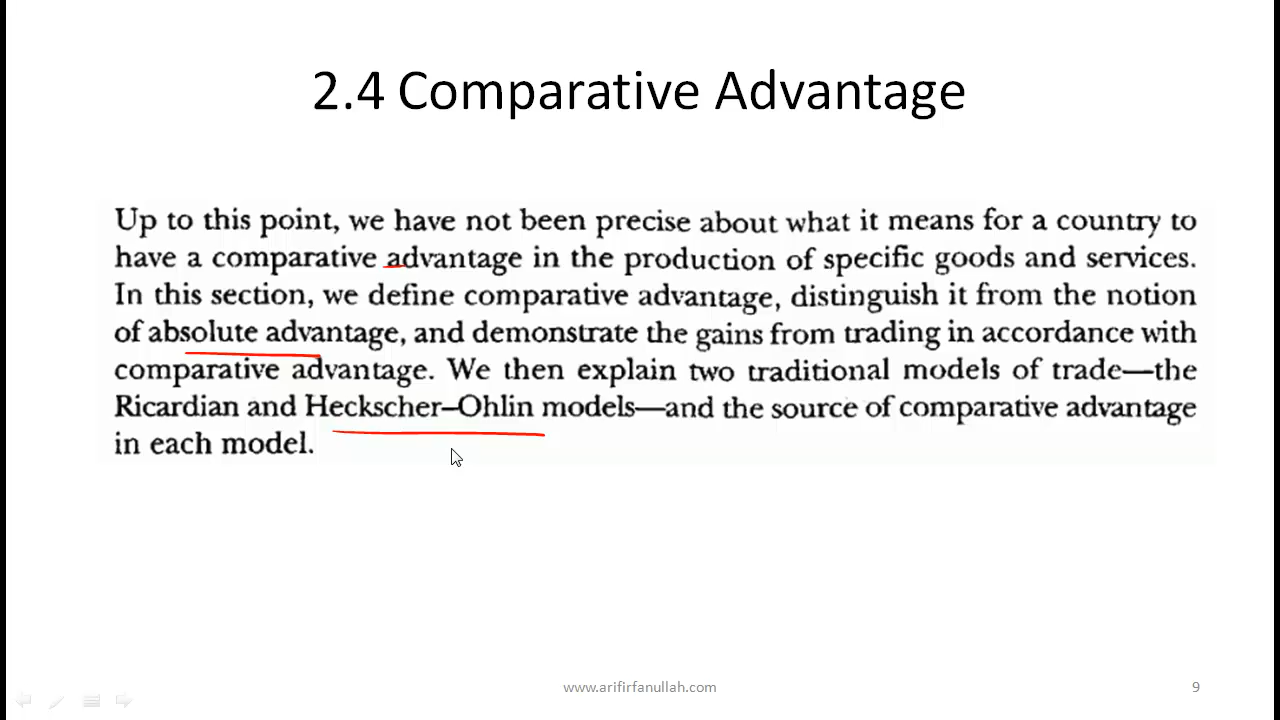 2.4 Comparative Advantage
Up to this point, we have not been precise about what it means for a country to
have a comparative advantage in the production of specific goods and services.
In this section, we define comparative advantage, distinguish it from the notion
of absolute advantage, and demonstrate the gains from trading in accordance with
comparative advantage. We then explain two traditional models of trade—the
Ricardian and Heckscher–Ohlin models—and the source of comparative advantage
in each model.
www.arifirfanullah.com
9